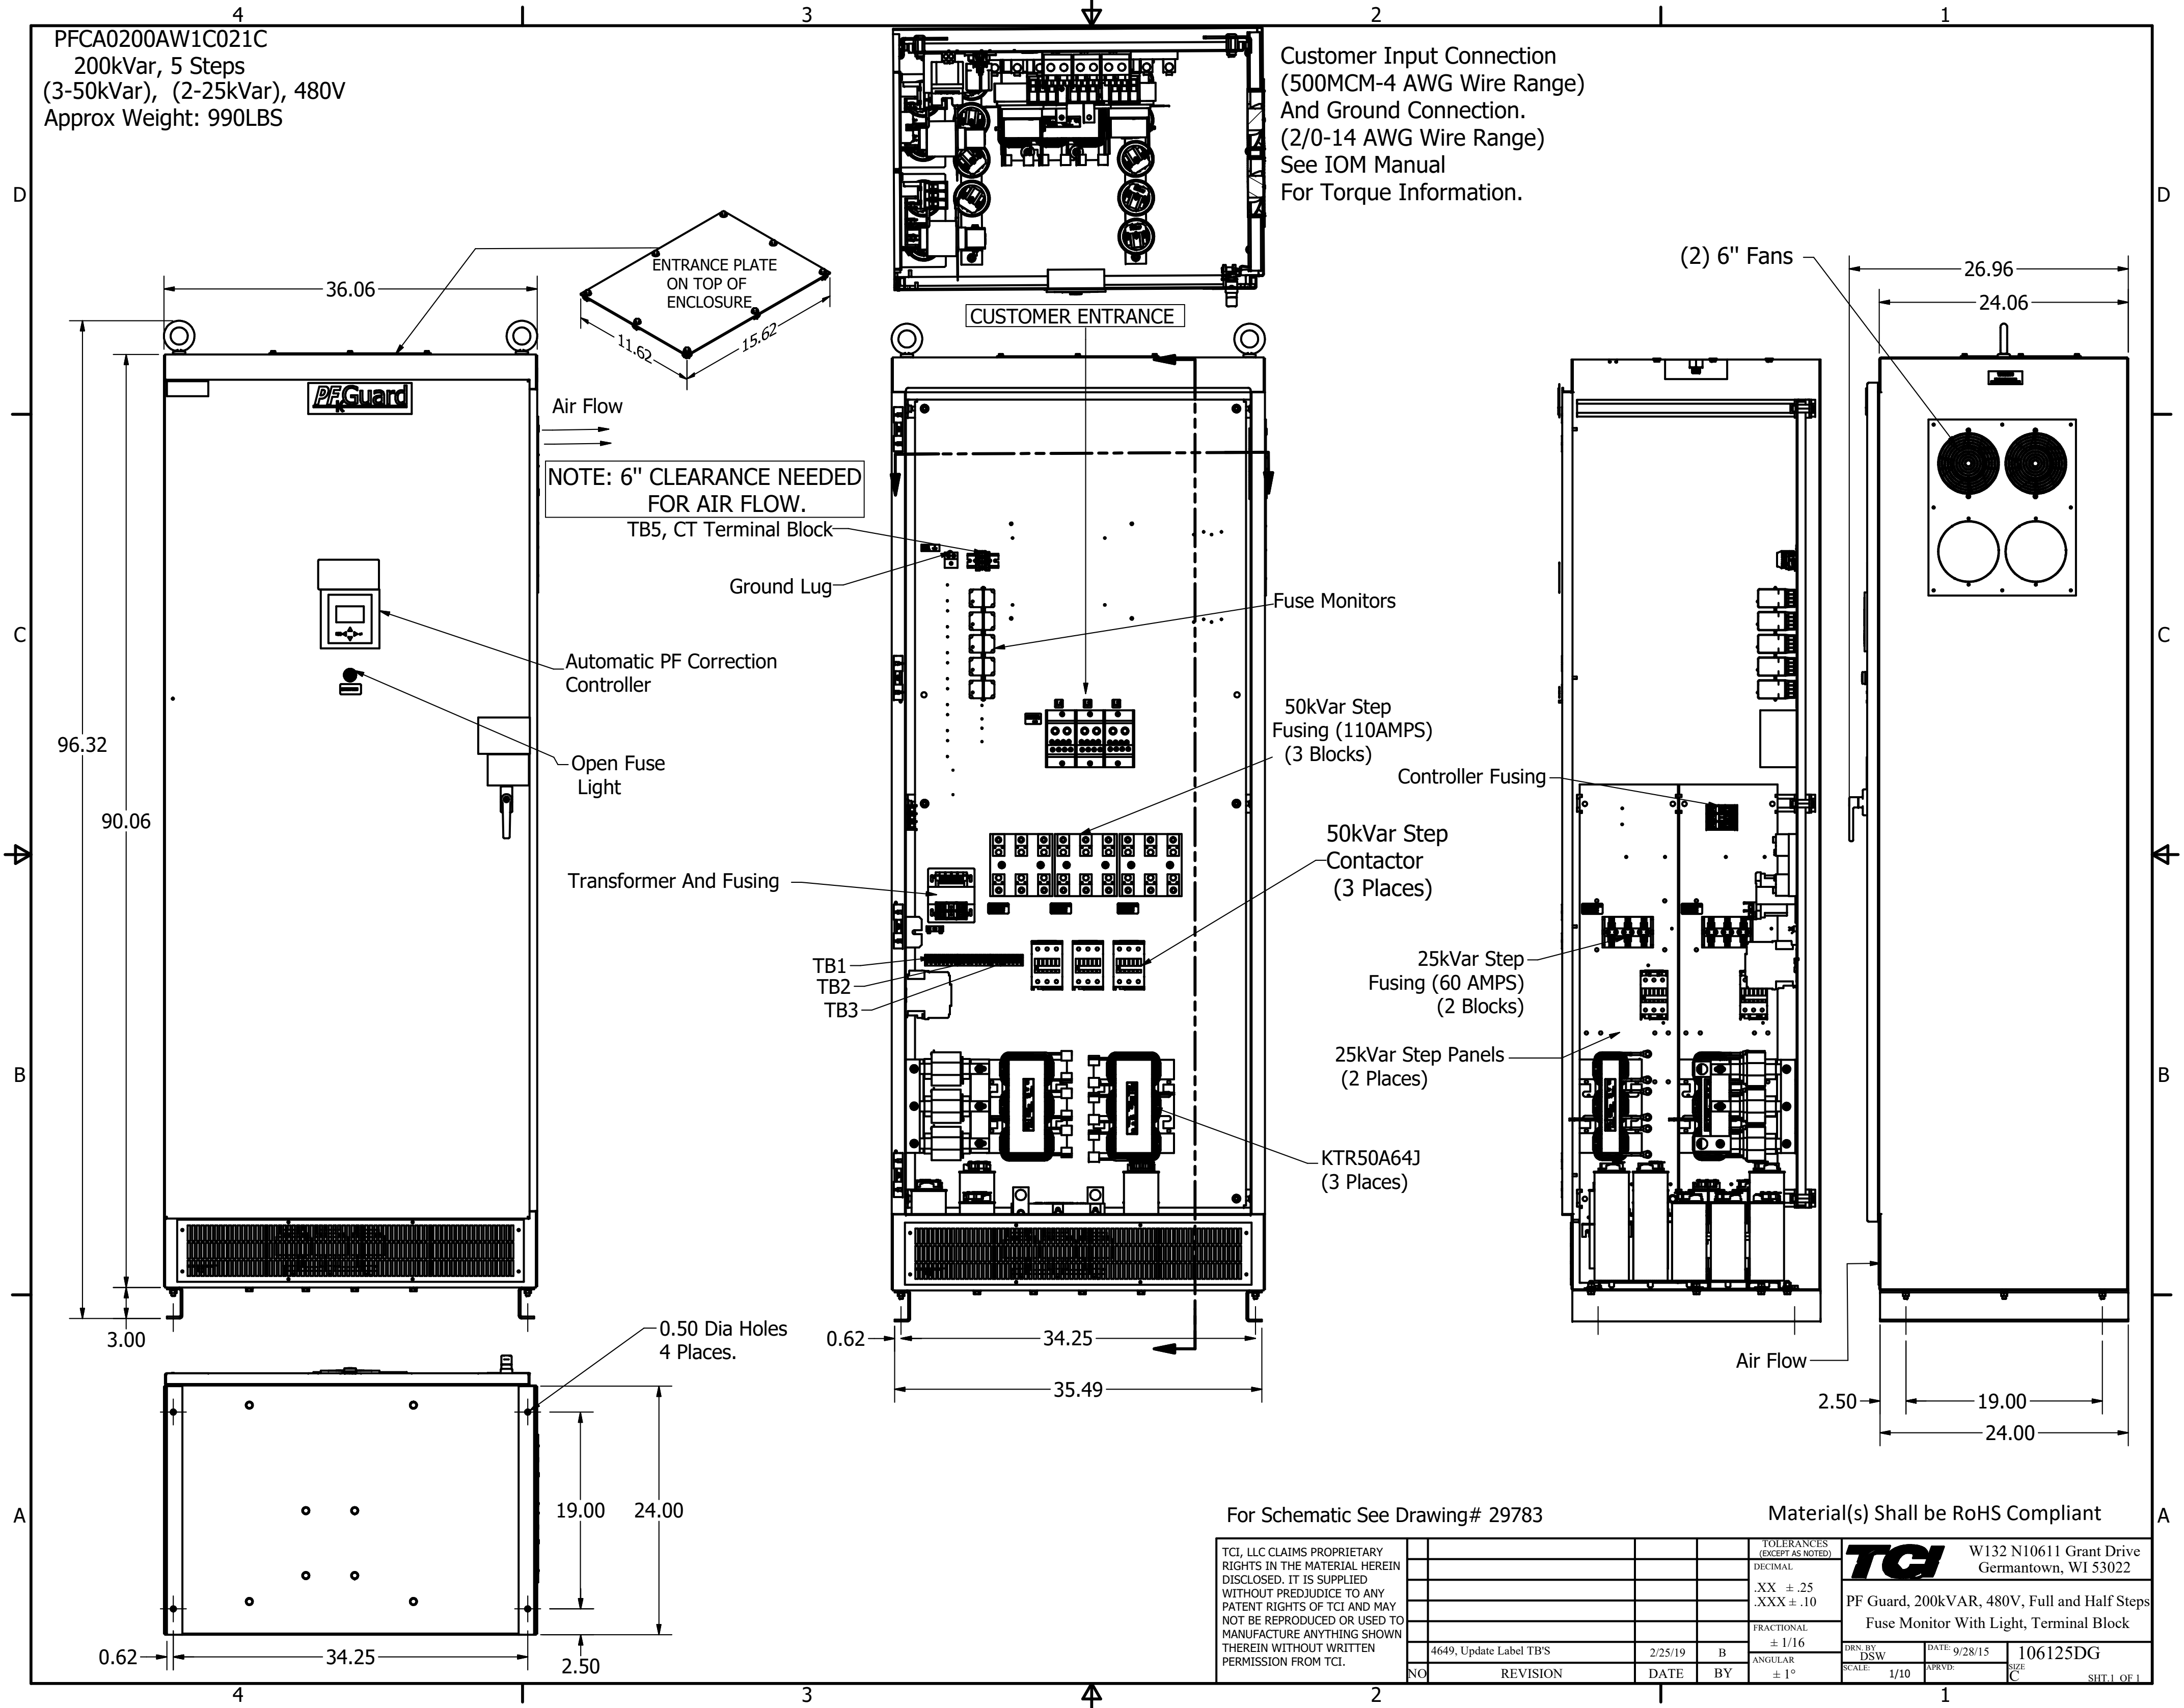 4
3
2
1
PFCA0200AW1C021C
200kVar, 5 Steps
(3-50kVar), (2-25kVar), 480V
Approx Weight: 990LBS
Customer Input Connection
(500MCM-4 AWG Wire Range)
And Ground Connection.
(2/0-14 AWG Wire Range)
See IOM Manual
For Torque Information.
D
D
ENTRANCE PLATE
ON TOP OF
ENCLOSURE
11.62
15.62
CUSTOMER ENTRANCE
(2) 6" Fans
36.06
26.96
24.06
PFGuard
Air Flow
NOTE: 6" CLEARANCE NEEDED
FOR AIR FLOW.
TB5, CT Terminal Block
Ground Lug
Fuse Monitors
C
C
Automatic PF Correction
Controller
Open Fuse
Light
96.32
90.06
50kVar Step
Fusing (110AMPS)
(3 Blocks)
Controller Fusing
50kVar Step
Contactor
(3 Places)
Transformer And Fusing
TB1
TB2
TB3
25kVar Step
Fusing (60 AMPS)
(2 Blocks)
25kVar Step Panels
(2 Places)
B
B
KTR50A64J
(3 Places)
3.00
0.50 Dia Holes
4 Places.
0.62
34.25
35.49
Air Flow
2.50
19.00
24.00
19.00
24.00
0.62
34.25
2.50
A
A
For Schematic See Drawing# 29783
Material(s) Shall be RoHS Compliant
TCI, LLC CLAIMS PROPRIETARY
RIGHTS IN THE MATERIAL HEREIN
DISCLOSED. IT IS SUPPLIED
WITHOUT PREDJUDICE TO ANY
PATENT RIGHTS OF TCI AND MAY
NOT BE REPRODUCED OR USED TO
MANUFACTURE ANYTHING SHOWN
THEREIN WITHOUT WRITTEN
PERMISSION FROM TCI.
4649, Update Label TB'S 2/25/19 B
NO REVISION DATE BY
TOLERANCES
(EXCEPT AS NOTED)
DECIMAL
.XX ± .25
.XXX ± .10
FRACTIONAL
± 1/16
ANGULAR
± 1°
TCI
W132 N10611 Grant Drive
Germantown, WI 53022
PF Guard, 200kVAR, 480V, Full and Half Steps
Fuse Monitor With Light, Terminal Block
DRN. BY
DSW
DATE: 9/28/15
106125DG
SCALE: 1/10
APRVD:
SIZE
C
SHT.1 OF 1
4
3
2
1